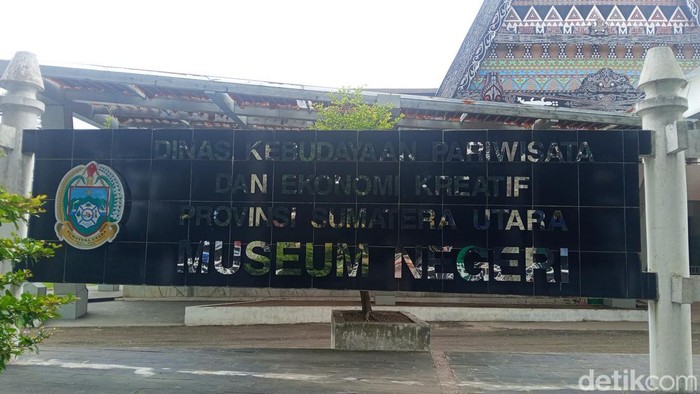 DINAS KEBUDAYAAN PARIWISATA
DAN EKONOMI KREATIF
PROVINSI SUMATERA UTARA
MUSEUM NEGERI
detikcom